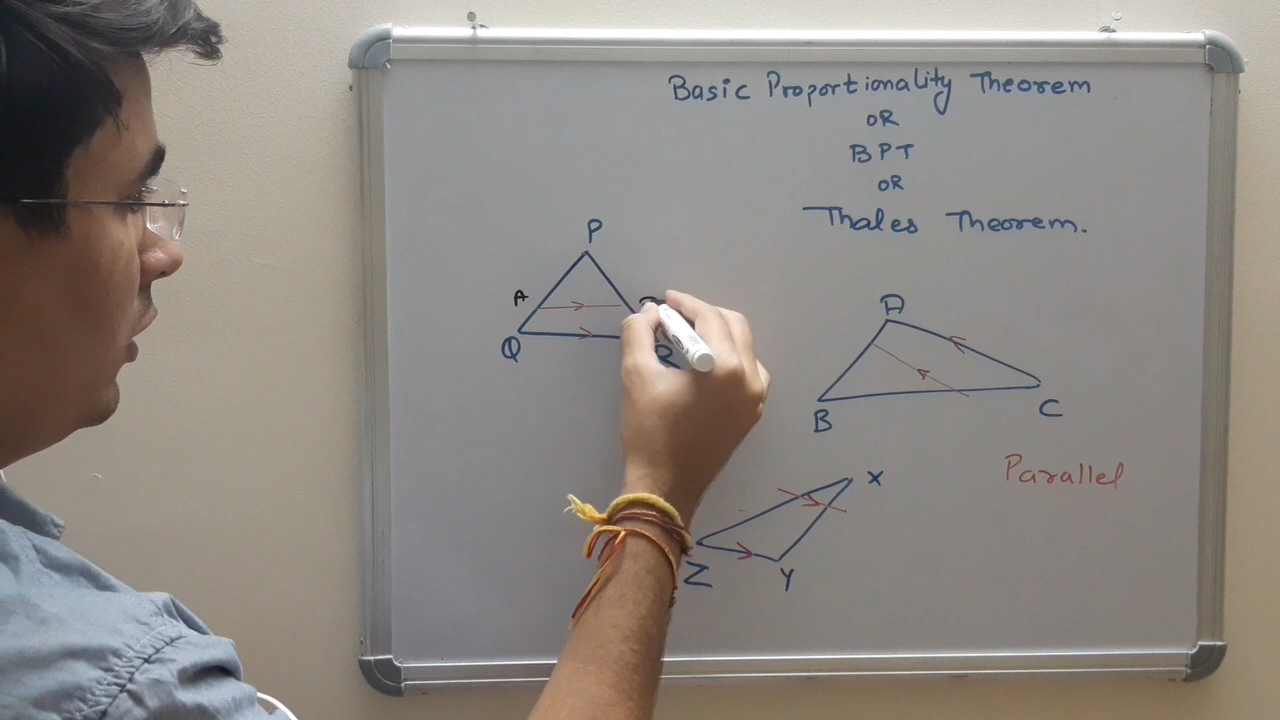 Basic Proportionality Theorem
OR
BPT
OR
Thales Theorem.
P
A
Q
R
A
B
C
Parallel
X
Z
Y